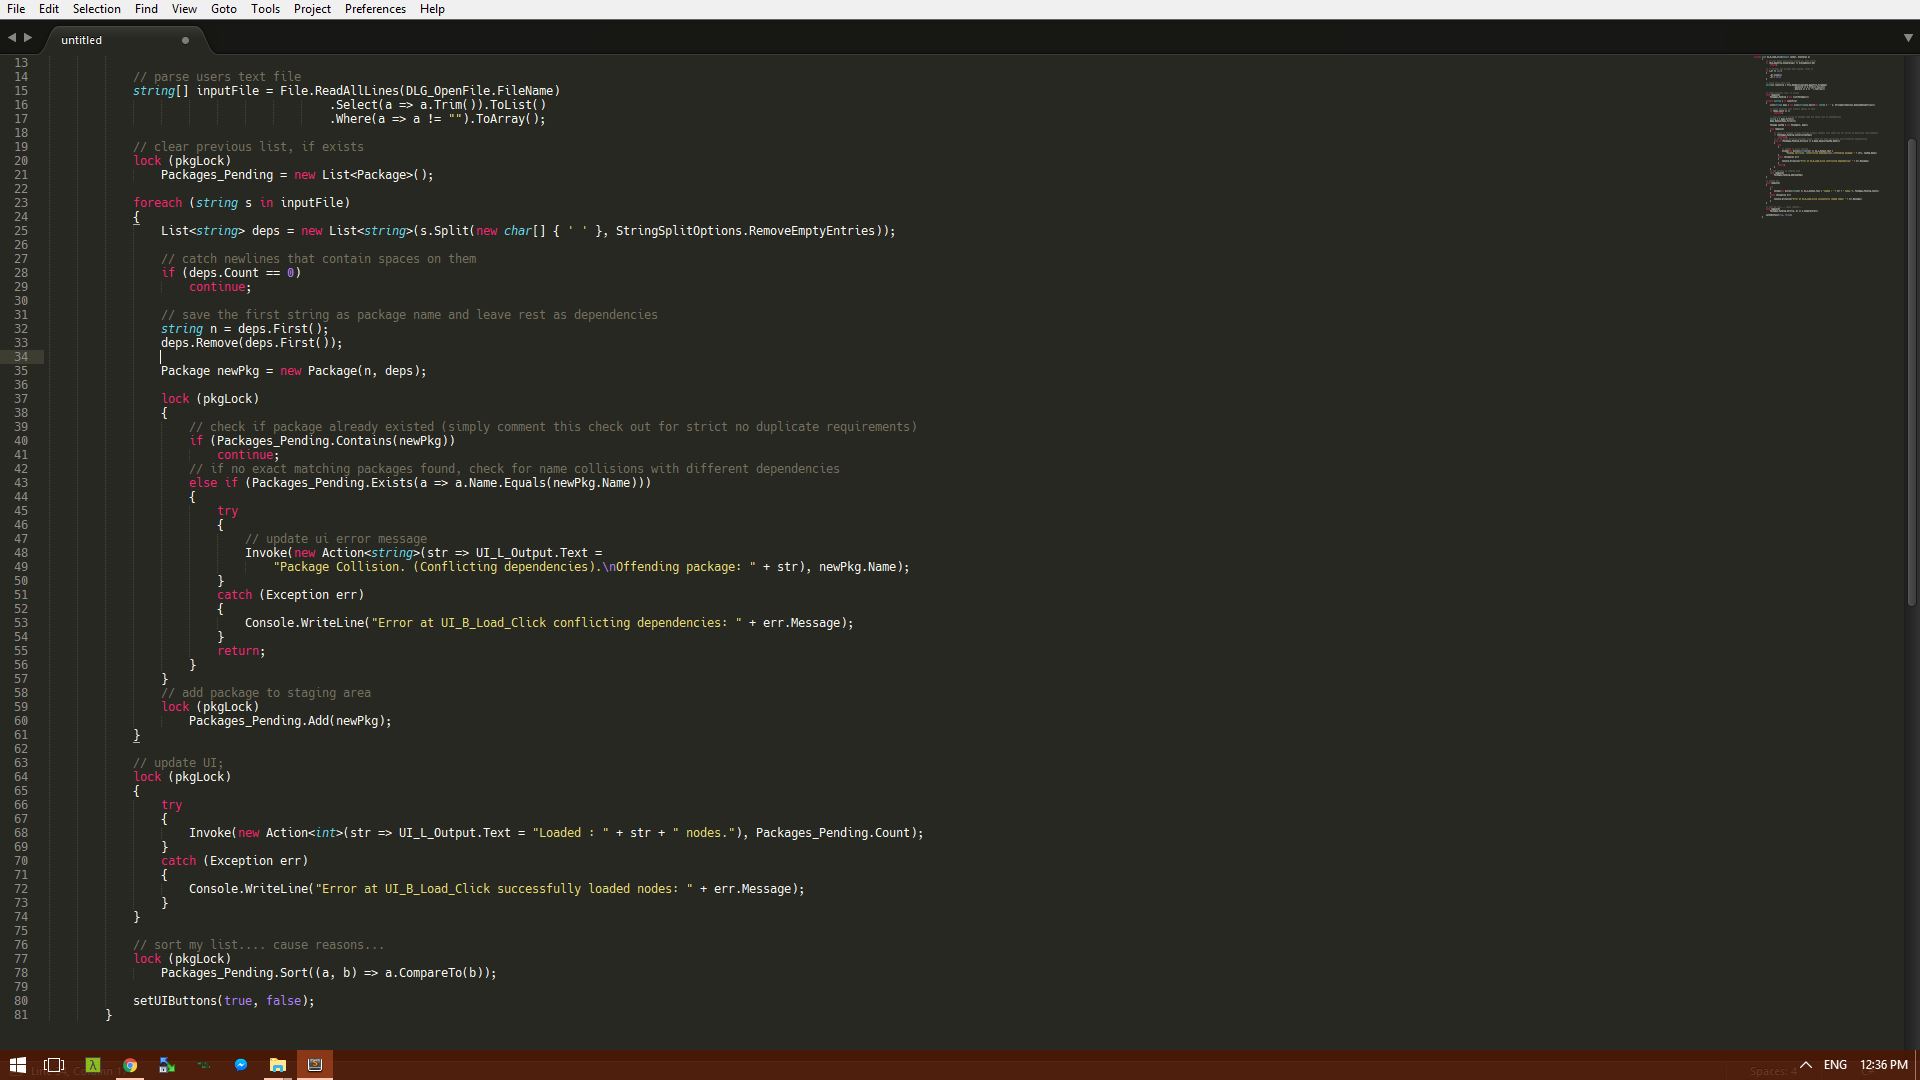 File Edit Selection Find View Goto Tools Project Preferences Help
untitled
13
14 // parse users text file
15 string[] inputFile = File.ReadAllLines(DLG_OpenFile.FileName)
16 .Select(a => a.Trim()).ToList()
17 .Where(a => a != "").ToArray();
18
19 // clear previous list, if exists
20 lock (pkgLock)
21 Packages_Pending = new List<Package>();
22
23 foreach (string s in inputFile)
24 {
25 List<string> deps = new List<string>(s.Split(new char[] { ' ' }, StringSplitOptions.RemoveEmptyEntries));
26
27 // catch newlines that contain spaces on them
28 if (deps.Count == 0)
29 continue;
30
31 // save the first string as package name and leave rest as dependencies
32 string n = deps.First();
33 deps.Remove(deps.First());
34
35 Package newPkg = new Package(n, deps);
36
37 lock (pkgLock)
38 {
39 // check if package already existed (simply comment this check out for strict no duplicate requirements)
40 if (Packages_Pending.Contains(newPkg))
41 continue;
42 // if no exact matching packages found, check for name collisions with different dependencies
43 else if (Packages_Pending.Exists(a => a.Name.Equals(newPkg.Name)))
44 {
45 try
46 {
47 // update ui error message
48 Invoke(new Action<string>(str => UI_L_Output.Text =
49 "Package Collision. (Conflicting dependencies).\nOffending package: " + str), newPkg.Name);
50 }
51 catch (Exception err)
52 {
53 Console.WriteLine("Error at UI_B_Load_Click conflicting dependencies: " + err.Message);
54 }
55 return;
56 }
57 }
58 // add package to staging area
59 lock (pkgLock)
60 Packages_Pending.Add(newPkg);
61 }
62
63 // update UI;
64 lock (pkgLock)
65 {
66 try
67 {
68 Invoke(new Action<int>(str => UI_L_Output.Text = "Loaded : " + str + " nodes."), Packages_Pending.Count);
69 }
70 catch (Exception err)
71 {
72 Console.WriteLine("Error at UI_B_Load_Click successfully loaded nodes: " + err.Message);
73 }
74 }
75
76 // sort my list.... cause reasons...
77 lock (pkgLock)
78 Packages_Pending.Sort((a, b) => a.CompareTo(b));
79
80 setUIButtons(true, false);
81 }
ENG 12:36 PM